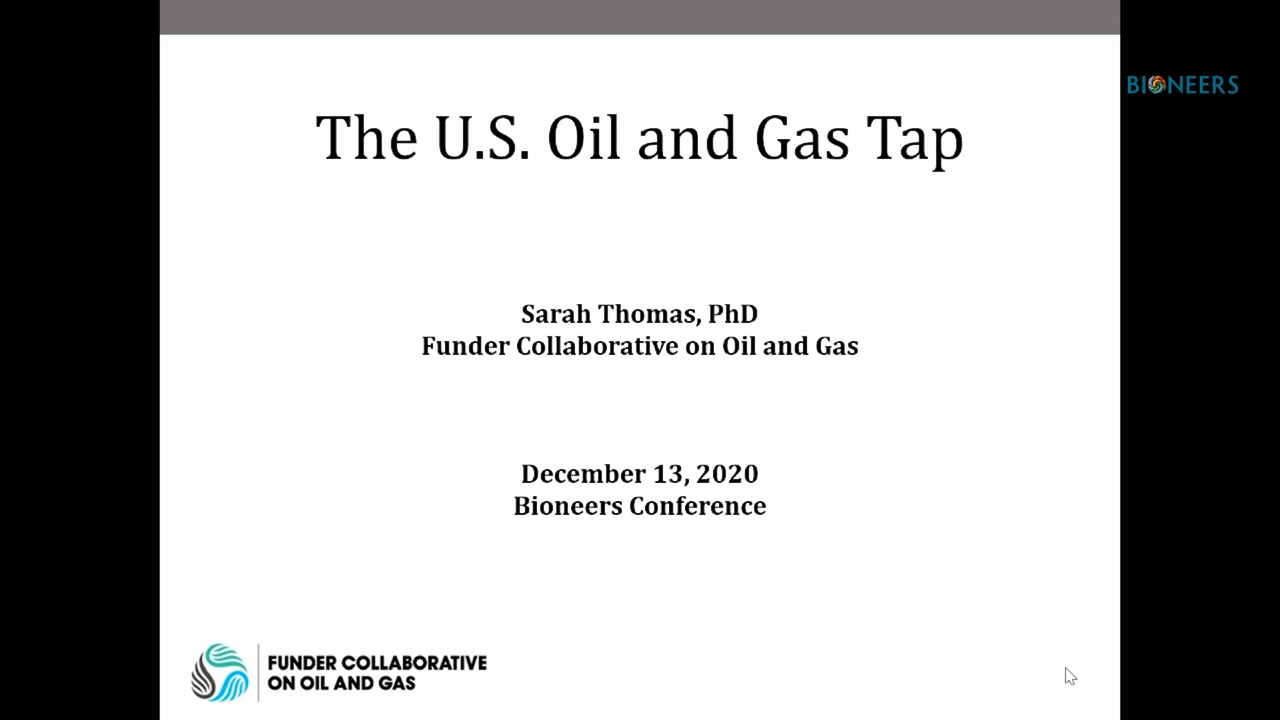 BIONEERS
The U.S. Oil and Gas Tap
Sarah Thomas, PhD
Funder Collaborative on Oil and Gas
December 13, 2020
Bioneers Conference
FUNDER COLLABORATIVE
ON OIL AND GAS